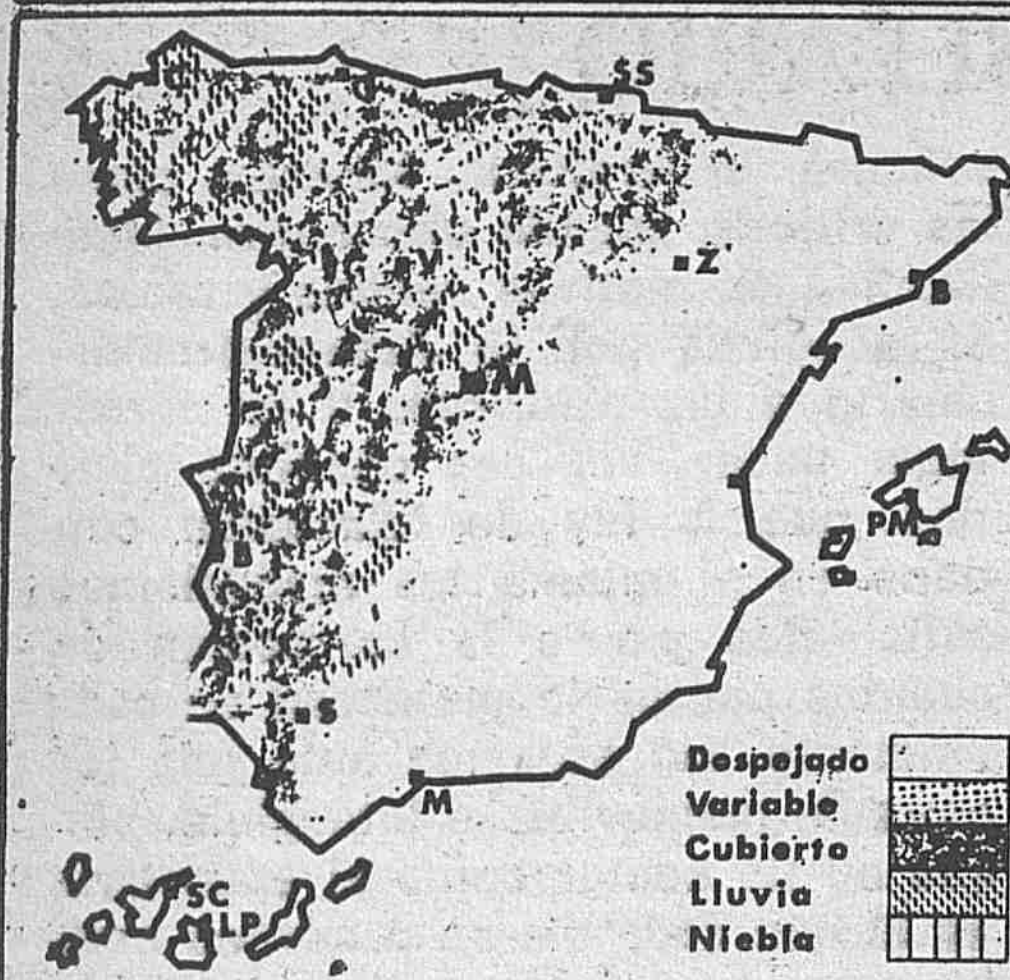 SS
V
Z
B
M
B
PM
S
M
SC
LP
Despejado
Variable
Cubierto
Lluvia
Niebla